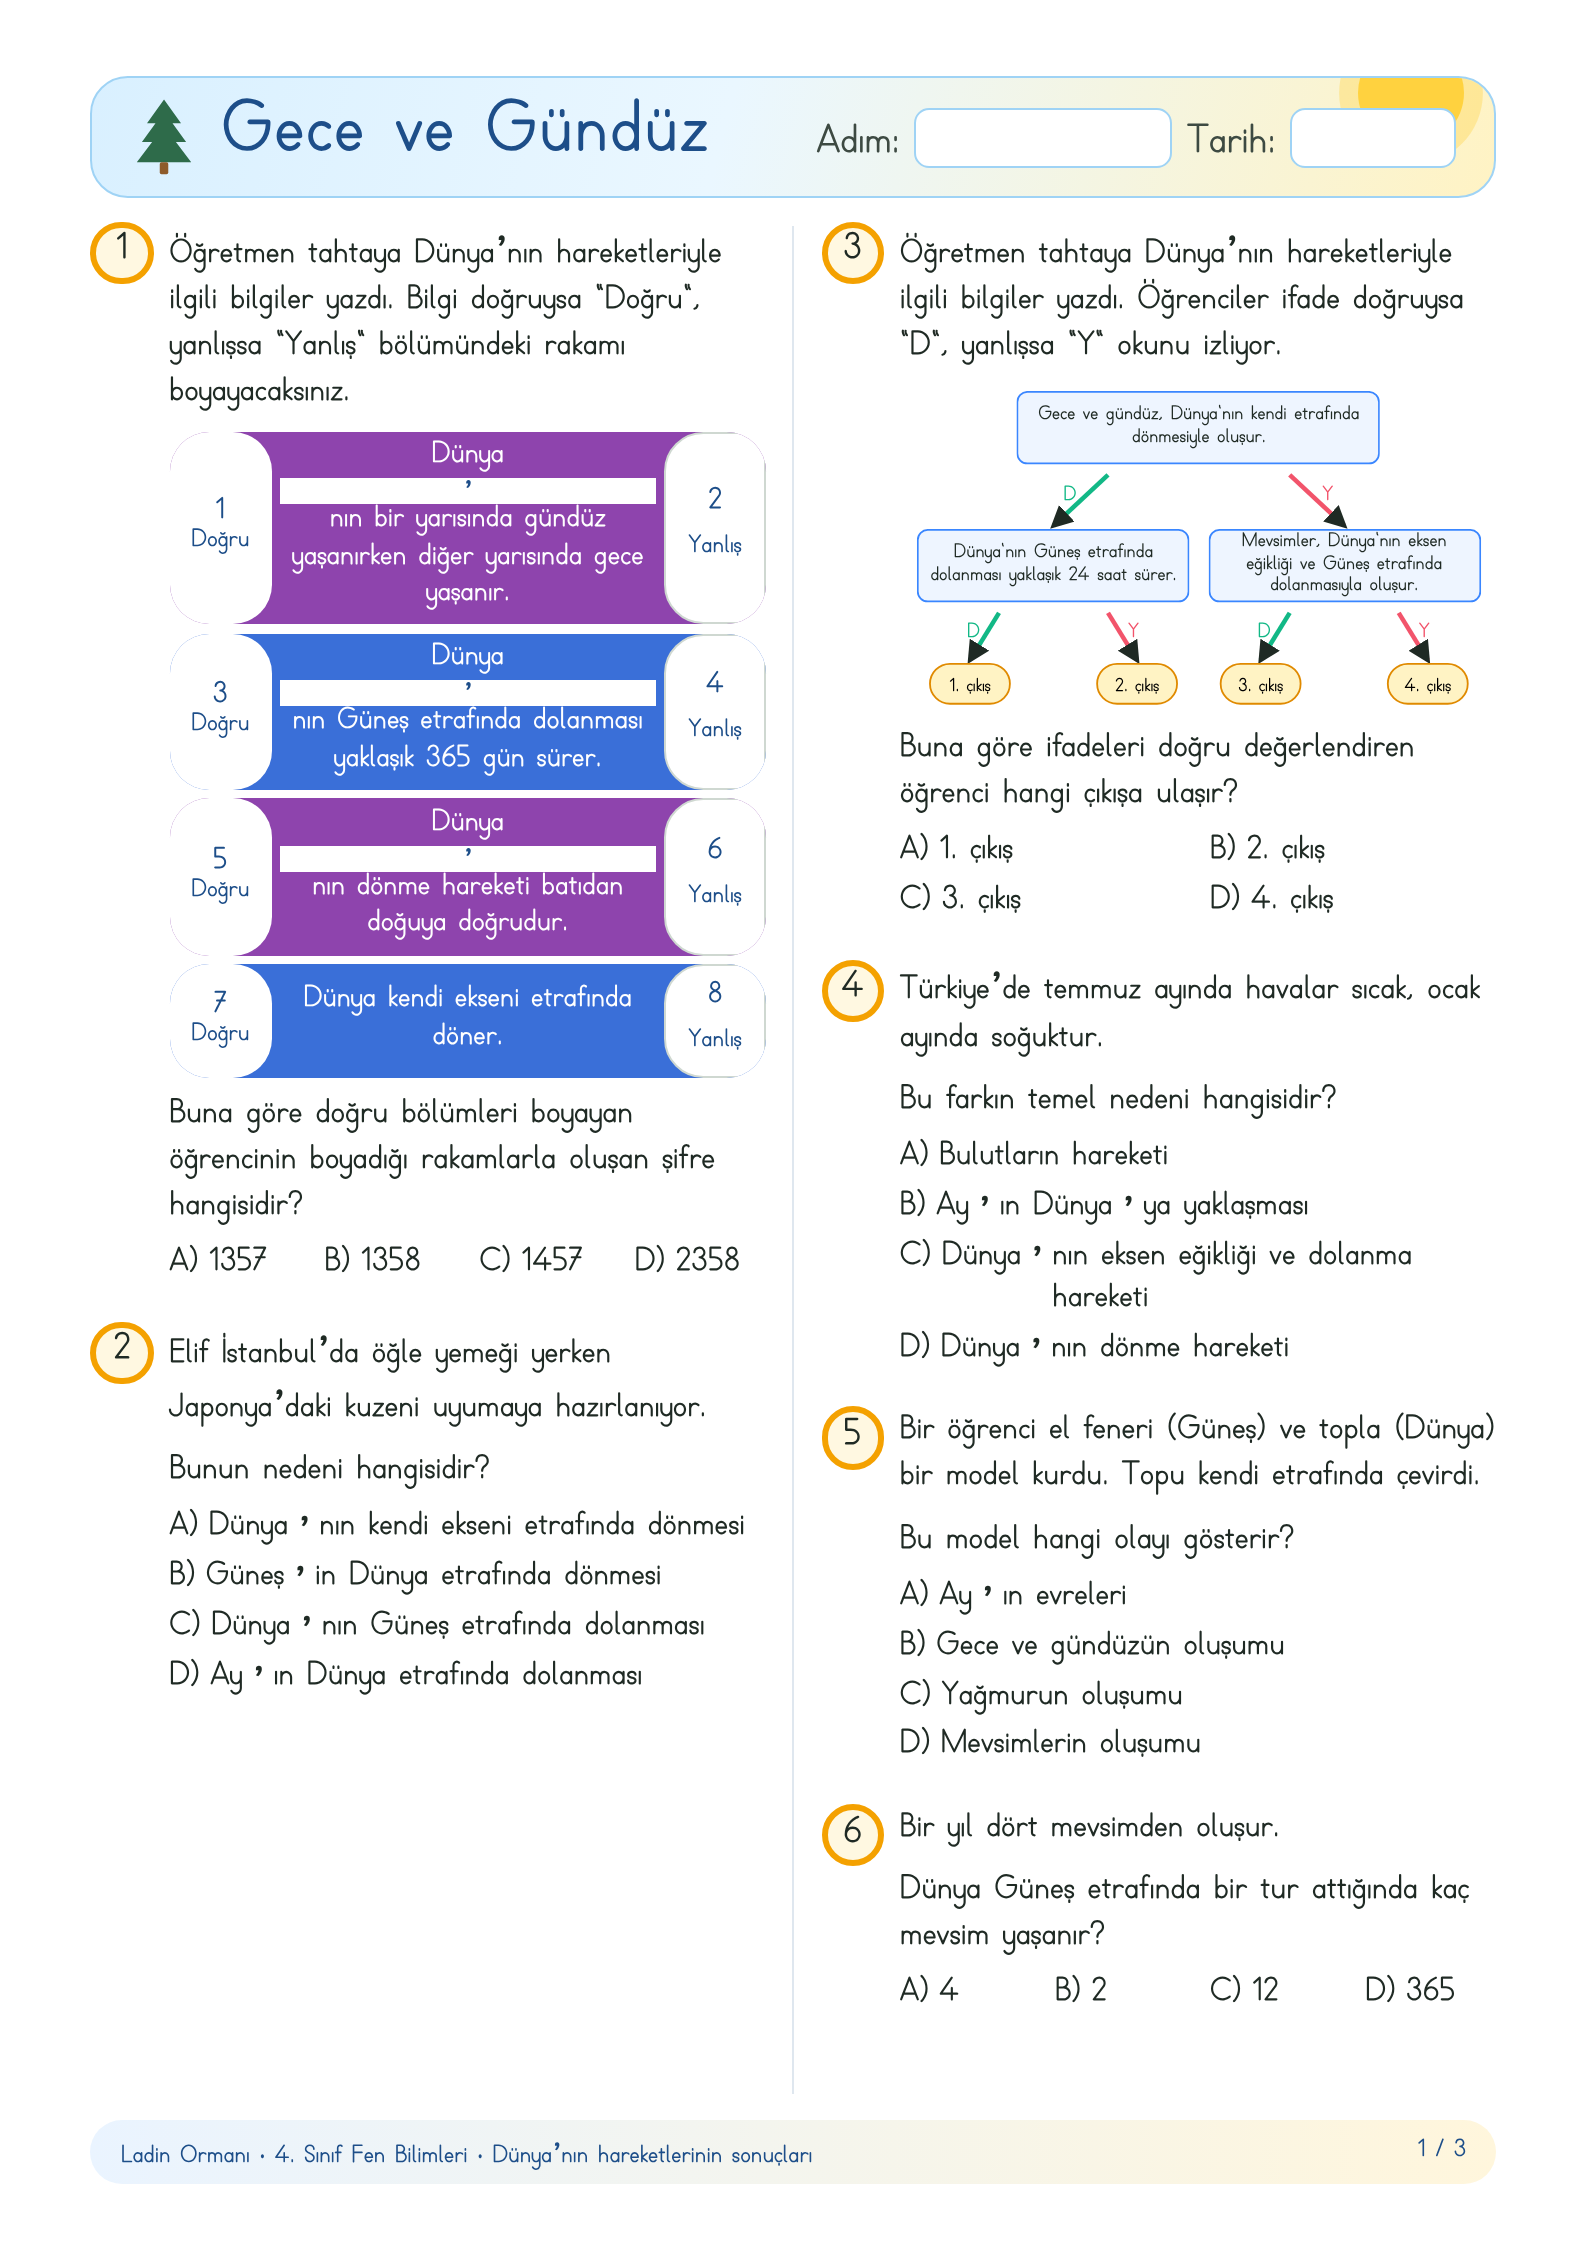 Gece ve Gündüz
Adım:
Tarih:
1
Öğretmen tahtaya Dünya’nın hareketleriyle
ilgili bilgiler yazdı. Bilgi doğruysa “Doğru“,
yanlışsa “Yanlış“ bölümündeki rakamı
boyayacaksınız.
1
Doğru
Dünya
’
nın bir yarısında gündüz
yaşanırken diğer yarısında gece
yaşanır.
2
Yanlış
3
Doğru
Dünya
’
nın Güneş etrafında dolanması
yaklaşık 365 gün sürer.
4
Yanlış
5
Doğru
Dünya
’
nın dönme hareketi batıdan
doğuya doğrudur.
6
Yanlış
7
Doğru
Dünya kendi ekseni etrafında
döner.
8
Yanlış
Buna göre doğru bölümleri boyayan
öğrencinin boyadığı rakamlarla oluşan şifre
hangisidir?
A) 1357 B) 1358 C) 1457 D) 2358
2
Elif İstanbul’da öğle yemeği yerken
Japonya’daki kuzeni uyumaya hazırlanıyor.
Bunun nedeni hangisidir?
A) Dünya ’ nın kendi ekseni etrafında dönmesi
B) Güneş ’ in Dünya etrafında dönmesi
C) Dünya ’ nın Güneş etrafında dolanması
D) Ay ’ ın Dünya etrafında dolanması
3
Öğretmen tahtaya Dünya’nın hareketleriyle
ilgili bilgiler yazdı. Öğrenciler ifade doğruysa
“D“, yanlışsa “Y“ okunu izliyor.
Gece ve gündüz, Dünya'nın kendi etrafında
dönmesiyle oluşur.
D
Y
Dünya'nın Güneş etrafında
dolanması yaklaşık 24 saat sürer.
Mevsimler, Dünya'nın eksen
eğikliği ve Güneş etrafında
dolanmasıyla oluşur.
D
Y
D
Y
1. çıkış
2. çıkış
3. çıkış
4. çıkış
Buna göre ifadeleri doğru değerlendiren
öğrenci hangi çıkışa ulaşır?
A) 1. çıkış B) 2. çıkış
C) 3. çıkış D) 4. çıkış
4
Türkiye’de temmuz ayında havalar sıcak, ocak
ayında soğuktur.
Bu farkın temel nedeni hangisidir?
A) Bulutların hareketi
B) Ay ’ ın Dünya ’ ya yaklaşması
C) Dünya ’ nın eksen eğikliği ve dolanma
hareketi
D) Dünya ’ nın dönme hareketi
5
Bir öğrenci el feneri (Güneş) ve topla (Dünya)
bir model kurdu. Topu kendi etrafında çevirdi.
Bu model hangi olayı gösterir?
A) Ay ’ ın evreleri
B) Gece ve gündüzün oluşumu
C) Yağmurun oluşumu
D) Mevsimlerin oluşumu
6
Bir yıl dört mevsimden oluşur.
Dünya Güneş etrafında bir tur attığında kaç
mevsim yaşanır?
A) 4 B) 2 C) 12 D) 365
Ladin Ormanı • 4. Sınıf Fen Bilimleri • Dünya’nın hareketlerinin sonuçları
1 / 3